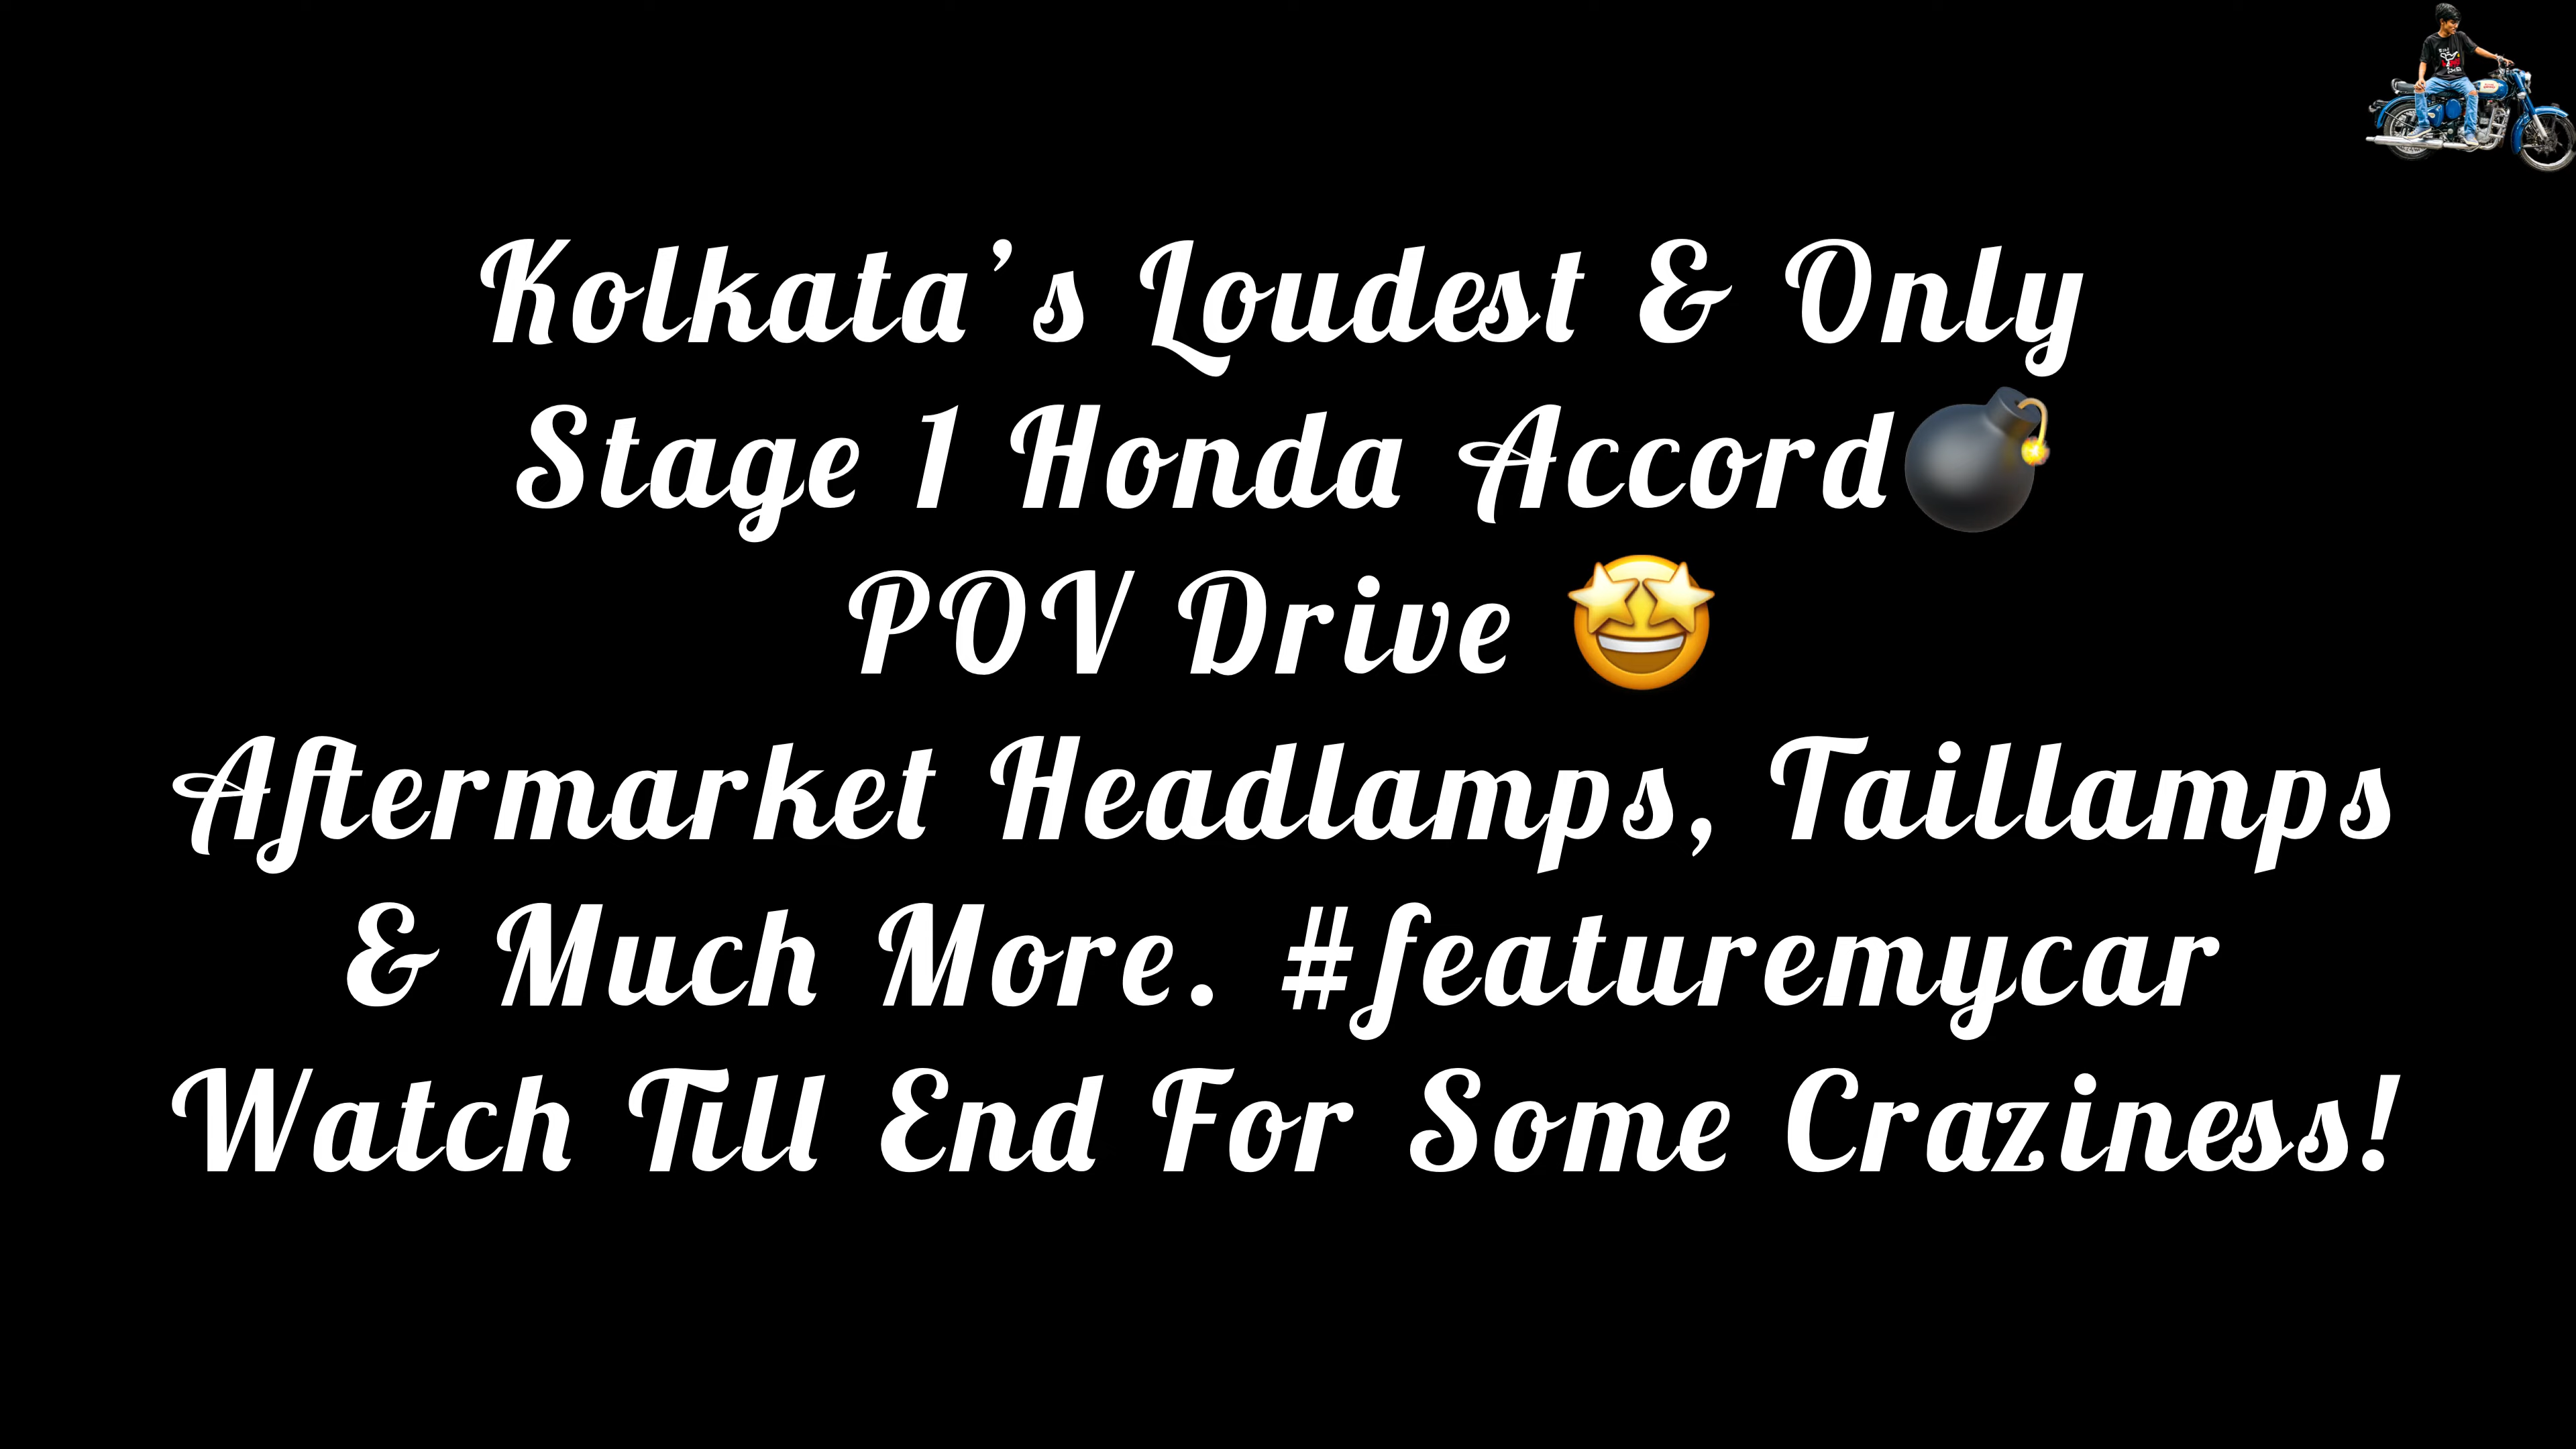 Kolkata’s Loudest & Only
Stage 1 Honda Accord💣
POV Drive 🤩
Aftermarket Headlamps, Taillamps
& Much More. #featuremycar
Watch Till End For Some Craziness!